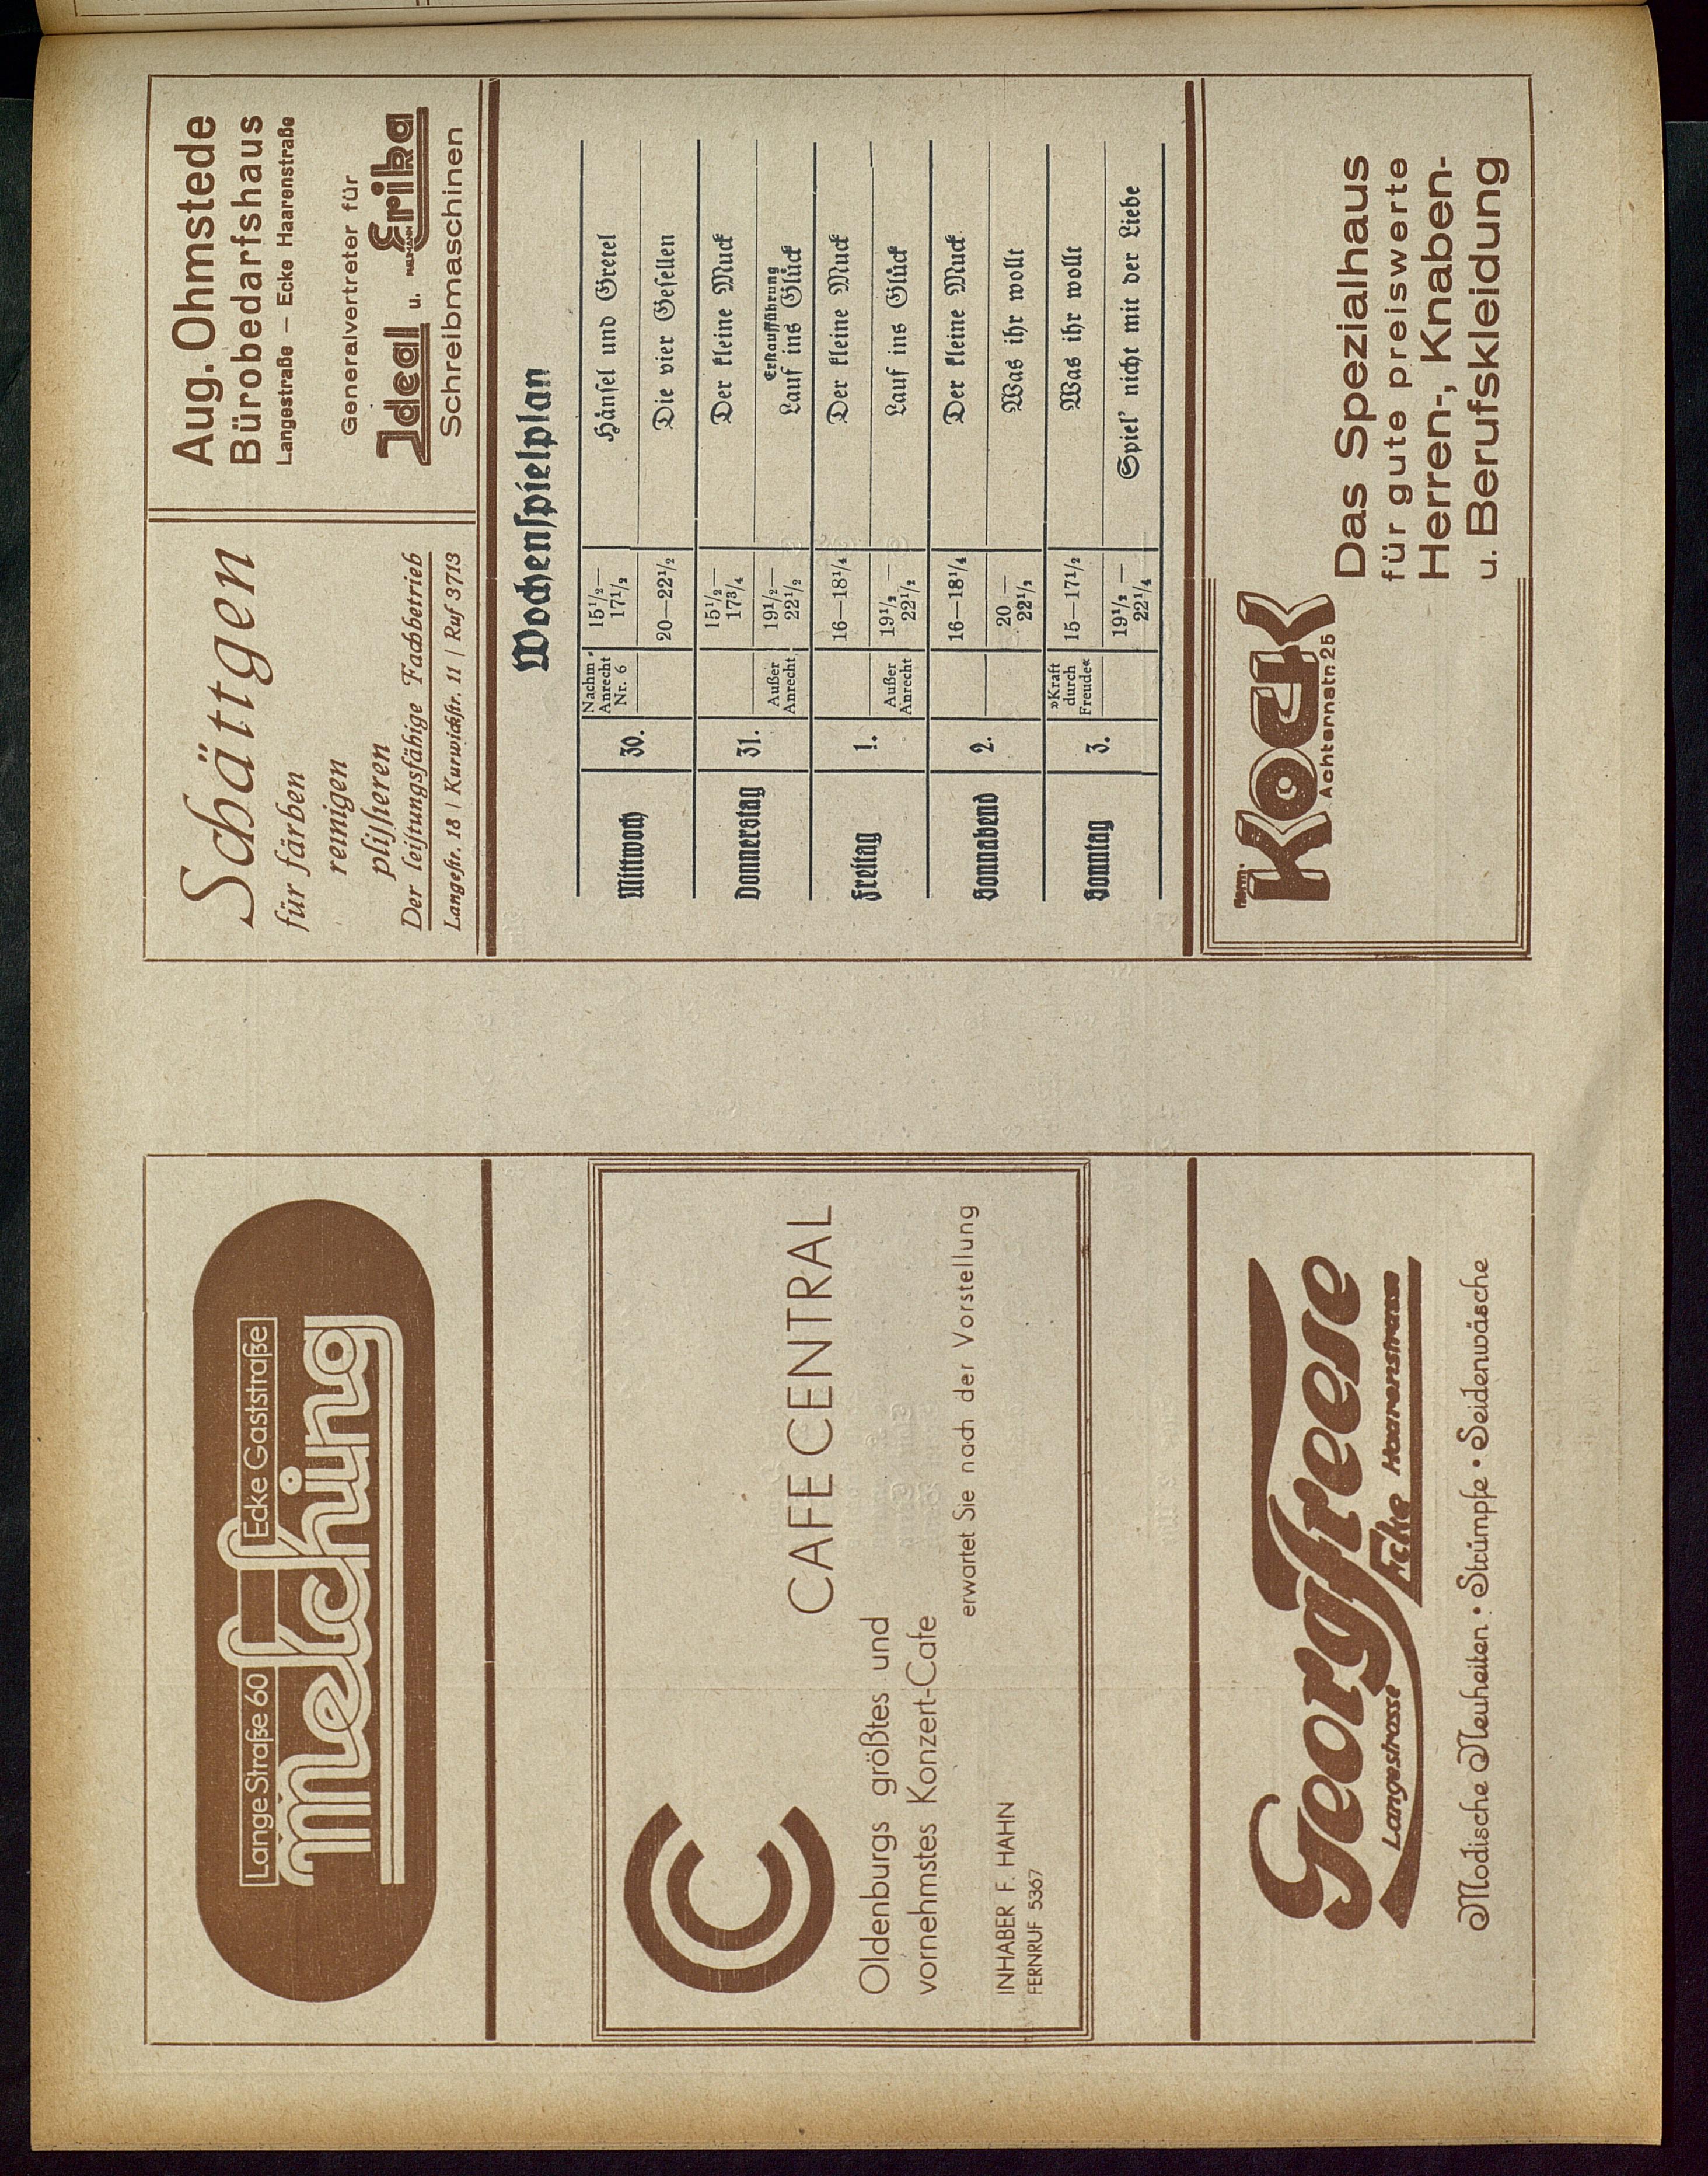 Lange Straße 60
Ecke Gaststraße
Melching
CAFE CENTRAL
Oldenburgs größtes und
vornehmstes Konzert-Cafe
erwartet Sie nach der Vorstellung
INHABER F. HAHN
FERNRUF 5367
Georg Freese
Langestrasse
Ecke Haarenstrasse
Modische Neuheiten • Strümpfe • Seidenwäsche
Schättgen
für färben
reinigen
plissieren
Der leistungsfähige Fachbetrieb
Langestr. 18 | Kurwickstr. 11 | Ruf 3713
Aug. Ohmstede
Bürobedarfshaus
Langestraße – Ecke Haarenstraße
Generalvertreter für
Ideal u. Erika
Schreibmaschinen
Wochenspielplan
Mittwoch 30. Nachm. Anrecht Nr. 6 15½—17½ Hänsel und Gretel
20—22½ Die vier Gesellen
Donnerstag 31. 15½—17¾ Der kleine Muck
Außer Anrecht 19½—22½ Erstaufführung Lauf ins Glück
Freitag 1. 16—18¼ Der kleine Muck
Außer Anrecht 19½—22½ Lauf ins Glück
Sonnabend 2. 16—18¼ Der kleine Muck
20—22½ Was ihr wollt
Sonntag 3. »Kraft durch Freude« 15—17½ Was ihr wollt
19½—22¼ Spiel' nicht mit der Liebe
Herm.
Kock
Achternstr. 25
Das Spezialhaus
für gute preiswerte
Herren-, Knaben-
u. Berufskleidung